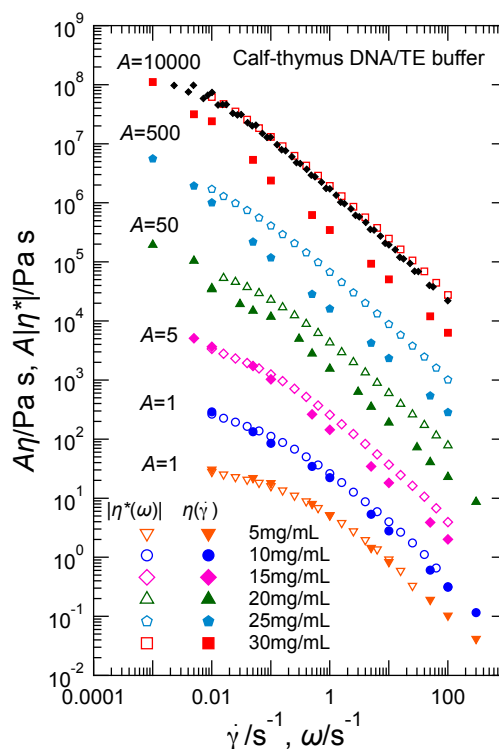 10⁹
10⁸
10⁷
10⁶
10⁵
10⁴
10³
10²
10¹
10⁰
10⁻¹
10⁻²
Aη/Pa s, A|η*|/Pa s
Calf-thymus DNA/TE buffer
A=10000
A=500
A=50
A=5
A=1
A=1
|η*(ω)| η(γ̇)
5mg/mL
10mg/mL
15mg/mL
20mg/mL
25mg/mL
30mg/mL
0.0001 0.01 1 100
γ̇/s⁻¹, ω/s⁻¹